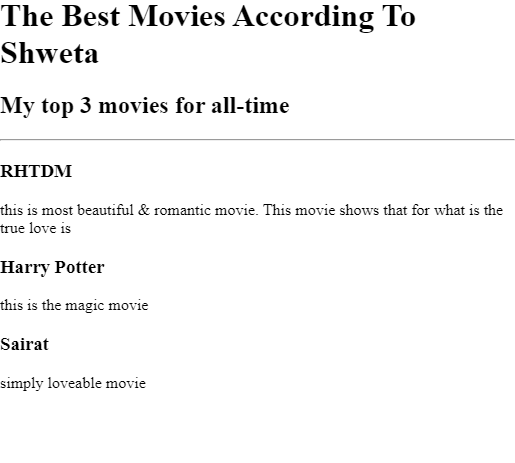 The Best Movies According To
Shweta
My top 3 movies for all-time
RHTDM
this is most beautiful & romantic movie. This movie shows that for what is the
true love is
Harry Potter
this is the magic movie
Sairat
simply loveable movie